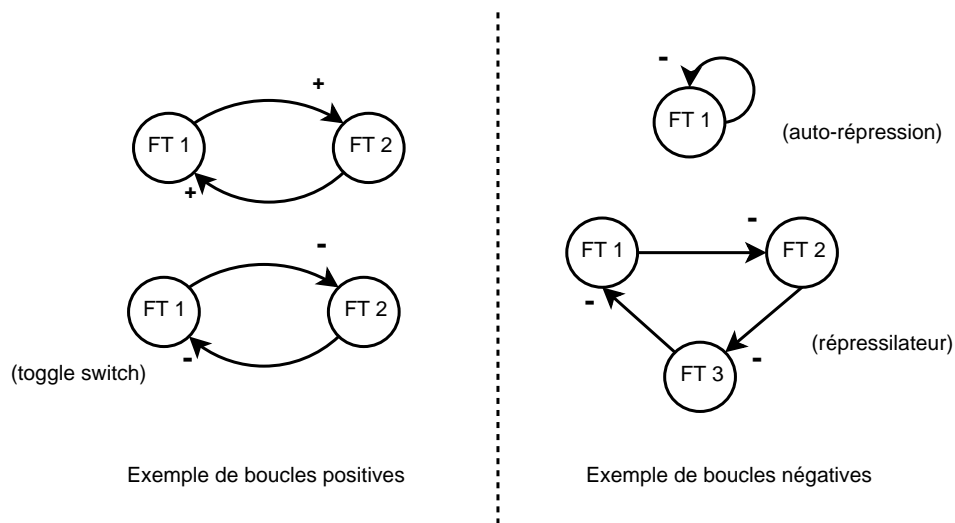 +
FT 1
FT 2
+
-
FT 1
FT 2
-
(toggle switch)
Exemple de boucles positives
-
FT 1
(auto-répression)
-
FT 1
FT 2
-
(répressilateur)
-
FT 3
Exemple de boucles négatives